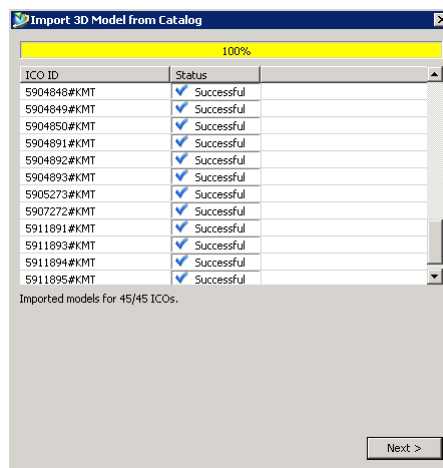 Import 3D Model from Catalog
100%
ICO ID Status
5904848#KMT Successful
5904849#KMT Successful
5904850#KMT Successful
5904891#KMT Successful
5904892#KMT Successful
5904893#KMT Successful
5905273#KMT Successful
5907272#KMT Successful
5911891#KMT Successful
5911893#KMT Successful
5911894#KMT Successful
5911895#KMT Successful
Imported models for 45/45 ICOs.
Next >